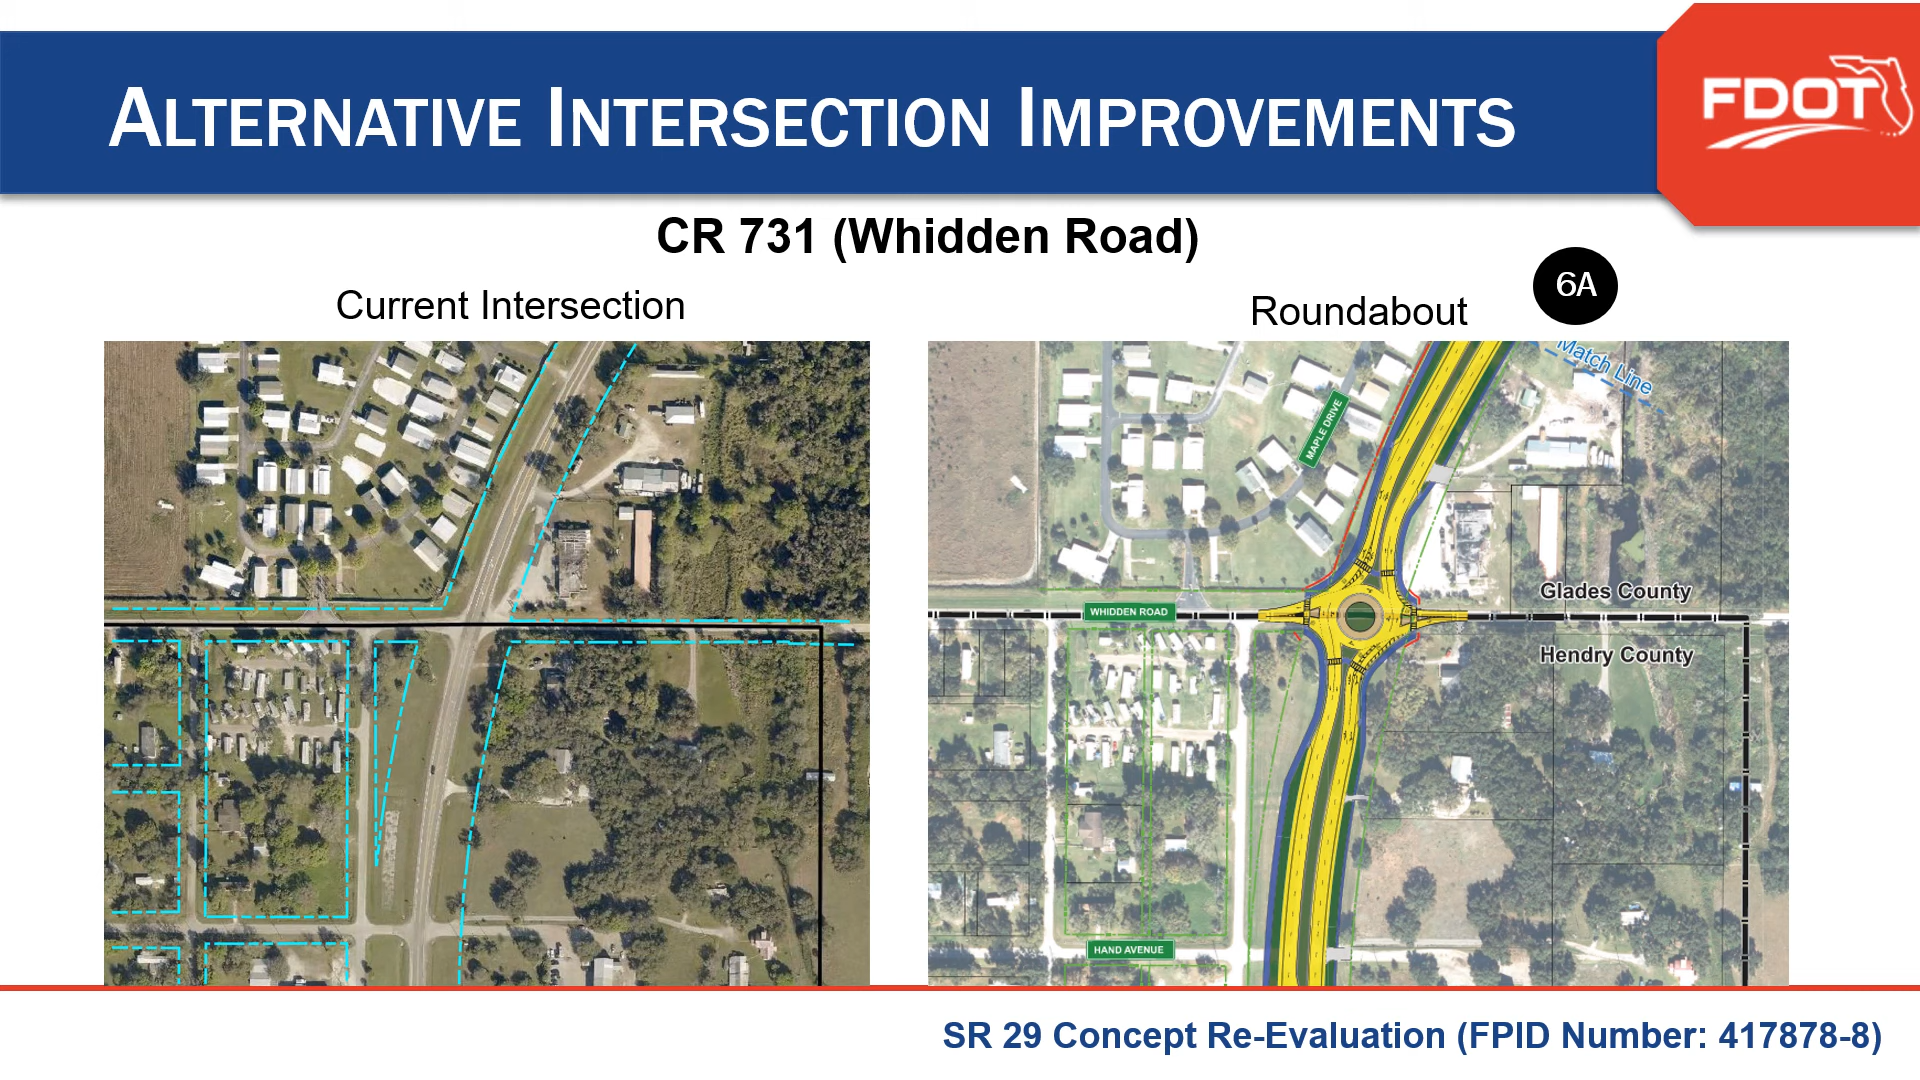 ALTERNATIVE INTERSECTION IMPROVEMENTS
FDOT
CR 731 (Whidden Road)
Current Intersection
Roundabout
6A
Match Line
MAPLE DRIVE
WHIDDEN ROAD
Glades County
Hendry County
HAND AVENUE
SR 29 Concept Re-Evaluation (FPID Number: 417878-8)